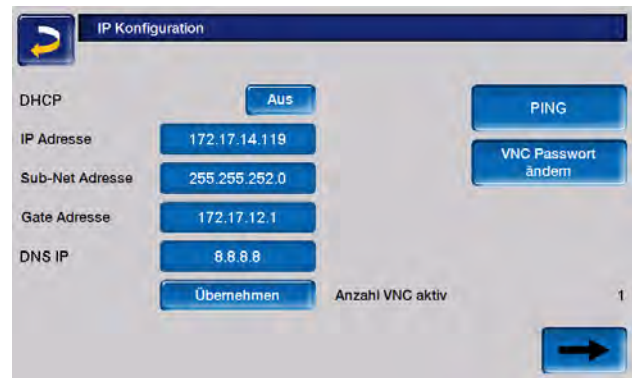 IP Konfiguration
DHCP
Aus
PING
IP Adresse
172.17.14.119
VNC Passwort
ändern
Sub-Net Adresse
255.255.252.0
Gate Adresse
172.17.12.1
DNS IP
8.8.8.8
Übernehmen
Anzahl VNC aktiv
1